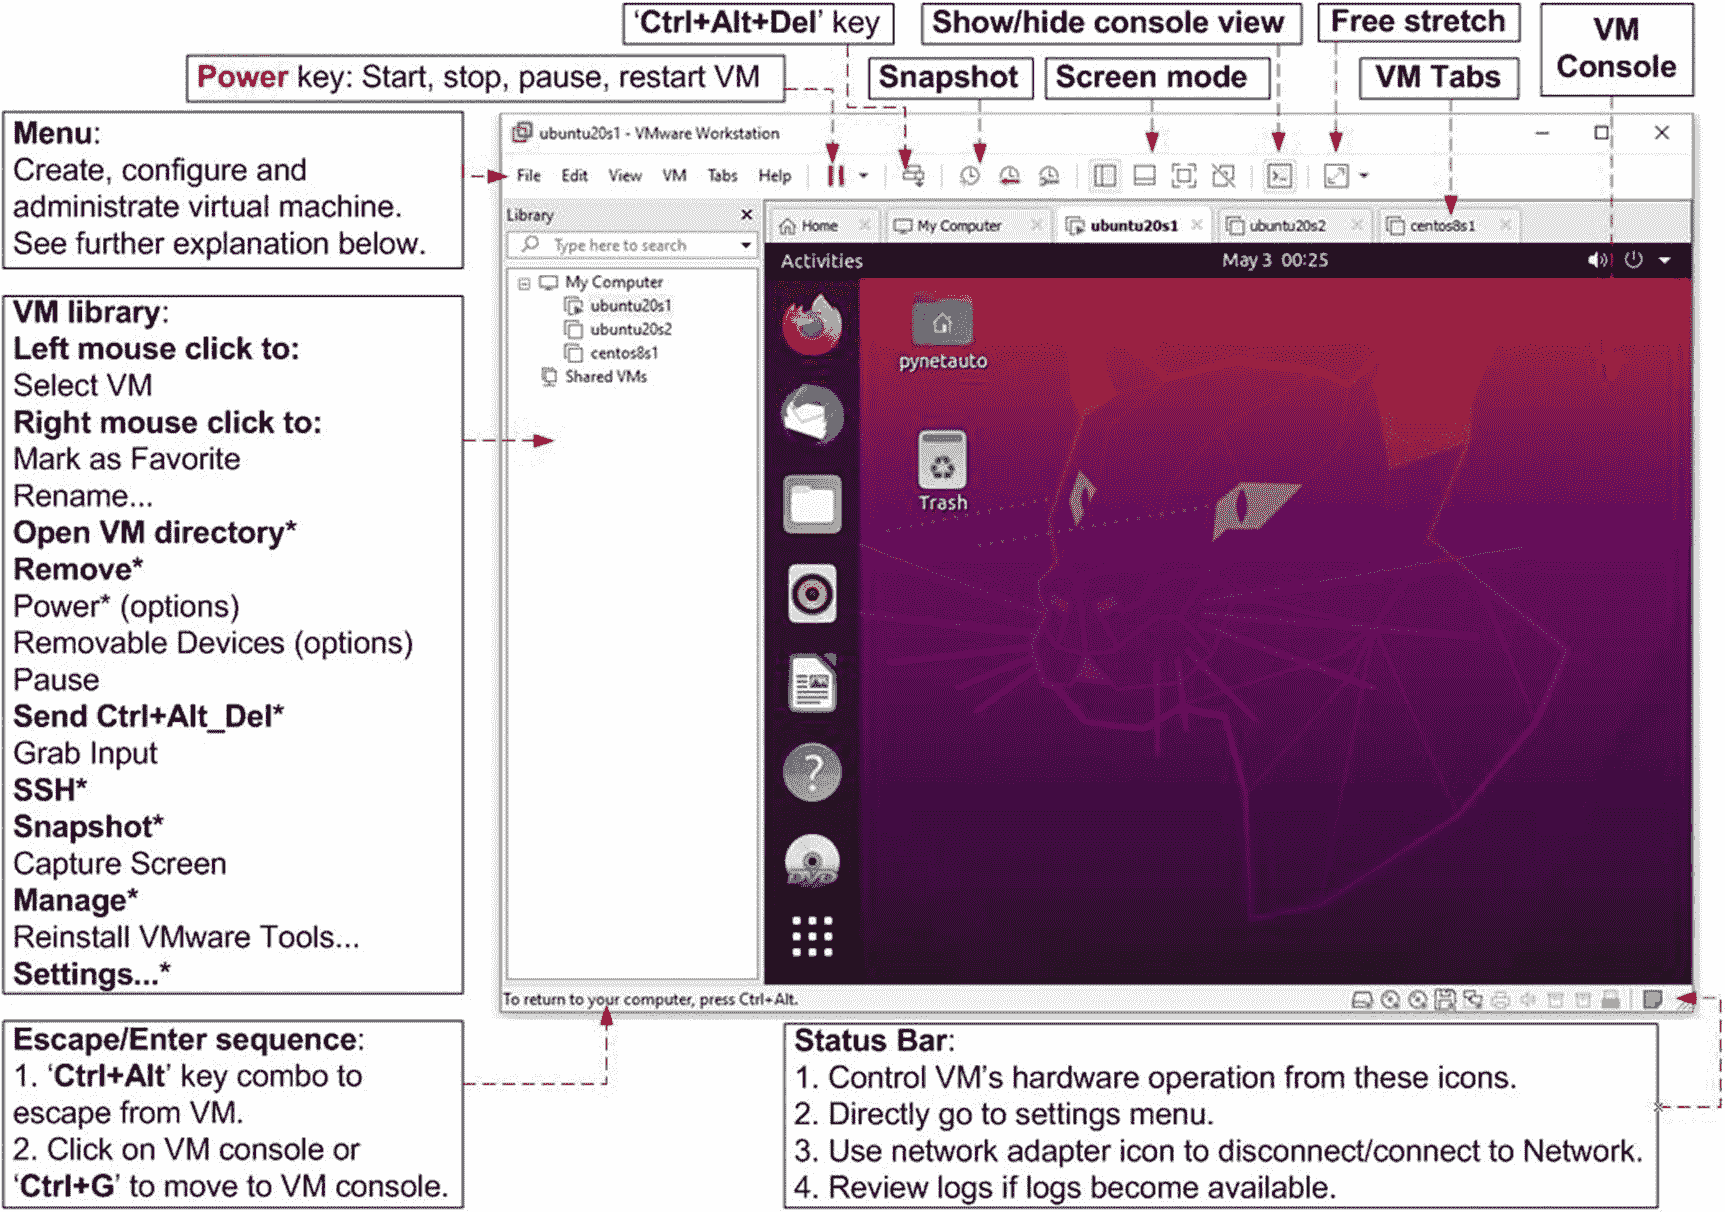 'Ctrl+Alt+Del' key
Show/hide console view
Free stretch
VM
Console
Power key: Start, stop, pause, restart VM
Snapshot
Screen mode
VM Tabs
Menu:
Create, configure and
administrate virtual machine.
See further explanation below.
ubuntu20s1 - VMware Workstation
File Edit View VM Tabs Help
Library
Type here to search
My Computer
ubuntu20s1
ubuntu20s2
centos8s1
Shared VMs
Home My Computer ubuntu20s1 ubuntu20s2 centos8s1
Activities May 3 00:25
pynetauto
Trash
DVD
To return to your computer, press Ctrl+Alt.
VM library:
Left mouse click to:
Select VM
Right mouse click to:
Mark as Favorite
Rename...
Open VM directory*
Remove*
Power* (options)
Removable Devices (options)
Pause
Send Ctrl+Alt_Del*
Grab Input
SSH*
Snapshot*
Capture Screen
Manage*
Reinstall VMware Tools...
Settings...*
Escape/Enter sequence:
1. 'Ctrl+Alt' key combo to
escape from VM.
2. Click on VM console or
'Ctrl+G' to move to VM console.
Status Bar:
1. Control VM's hardware operation from these icons.
2. Directly go to settings menu.
3. Use network adapter icon to disconnect/connect to Network.
4. Review logs if logs become available.